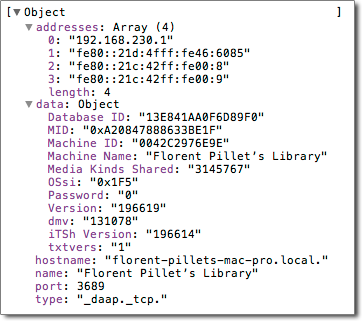 [▼Object ]
▼ addresses: Array (4)
0: "192.168.230.1"
1: "fe80::21d:4fff:fe46:6085"
2: "fe80::21c:42ff:fe00:8"
3: "fe80::21c:42ff:fe00:9"
length: 4
▼ data: Object
Database ID: "13E841AA0F6D89F0"
MID: "0xA20847888633BE1F"
Machine ID: "0042C2976E9E"
Machine Name: "Florent Pillet’s Library"
Media Kinds Shared: "3145767"
OSsi: "0x1F5"
Password: "0"
Version: "196619"
dmv: "131078"
iTSh Version: "196614"
txtvers: "1"
hostname: "florent-pillets-mac-pro.local."
name: "Florent Pillet’s Library"
port: 3689
type: "_daap._tcp."